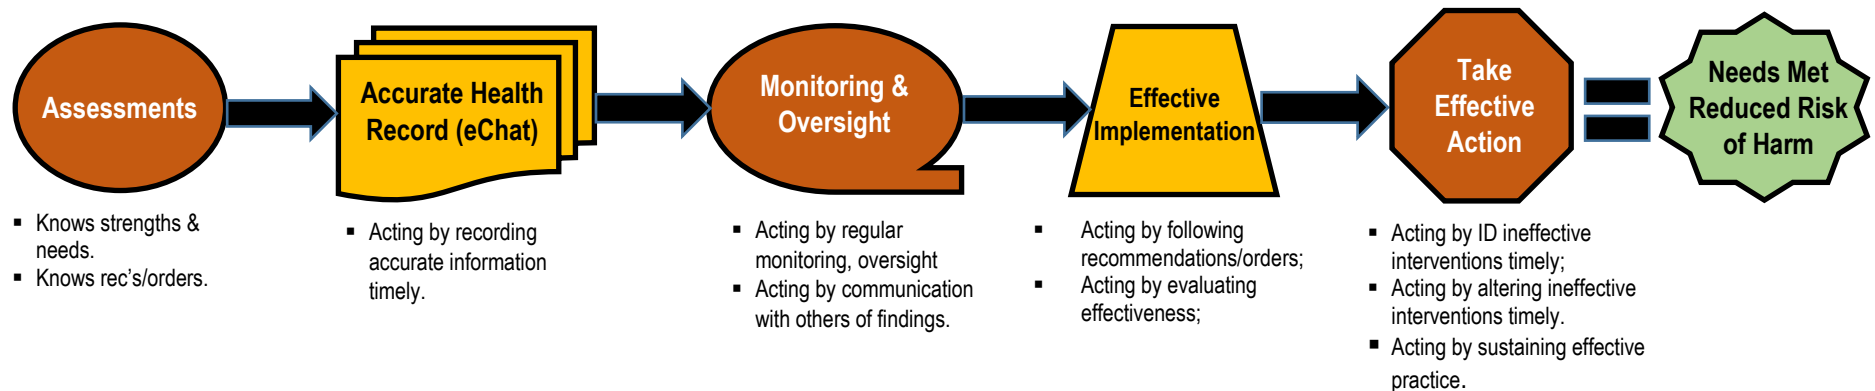 Assessments
▪ Knows strengths &
needs.
▪ Knows rec's/orders.
Accurate Health
Record (eChat)
▪ Acting by recording
accurate information
timely.
Monitoring &
Oversight
▪ Acting by regular
monitoring, oversight
▪ Acting by communication
with others of findings.
Effective
Implementation
▪ Acting by following
recommendations/orders;
▪ Acting by evaluating
effectiveness;
Take
Effective
Action
▪ Acting by ID ineffective
interventions timely;
▪ Acting by altering ineffective
interventions timely.
▪ Acting by sustaining effective
practice.
Needs Met
Reduced Risk
of Harm